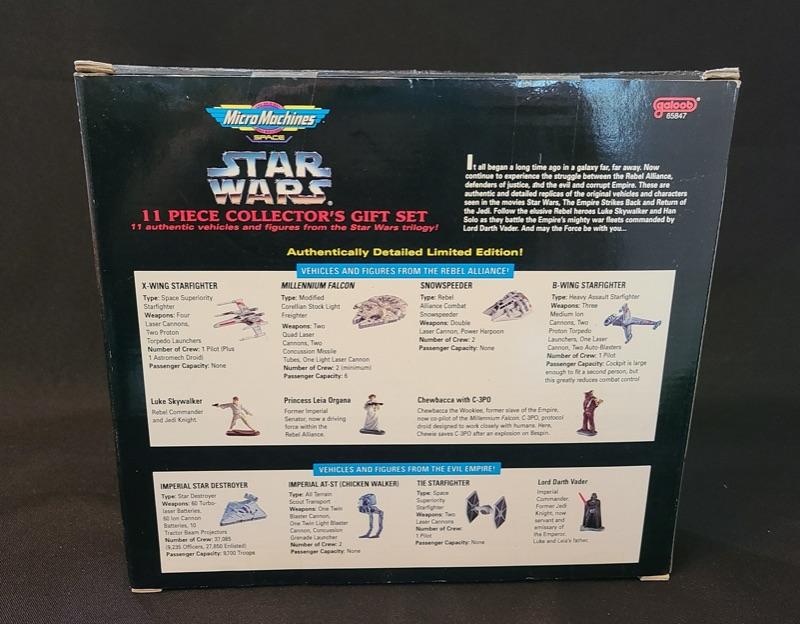 MicroMachines
SPACE
STAR
WARS
11 PIECE COLLECTOR'S GIFT SET
11 authentic vehicles and figures from the Star Wars trilogy!
galoob
65847
It all began a long time ago in a galaxy far, far away. Now
continue to experience the struggle between the Rebel Alliance,
defenders of justice, and the evil and corrupt Empire. These are
authentic and detailed replicas of the original vehicles and characters
seen in the movies Star Wars, The Empire Strikes Back and Return of
the Jedi. Follow the elusive Rebel heroes Luke Skywalker and Han
Solo as they battle the Empire's mighty war fleets commanded by
Lord Darth Vader. And may the Force be with you...
Authentically Detailed Limited Edition!
VEHICLES AND FIGURES FROM THE REBEL ALLIANCE!
X-WING STARFIGHTER
Type: Space Superiority
Starfighter
Weapons: Four
Laser Cannons,
Two Proton
Torpedo Launchers
Number of Crew: 1 Pilot (Plus
1 Astromech Droid)
Passenger Capacity: None
MILLENNIUM FALCON
Type: Modified
Corellian Stock Light
Freighter
Weapons: Two
Quad Laser
Cannons, Two
Concussion Missile
Tubes, One Light Laser Cannon
Number of Crew: 2 (minimum)
Passenger Capacity: 6
SNOWSPEEDER
Type: Rebel
Alliance Combat
Snowspeeder
Weapons: Double
Laser Cannon, Power Harpoon
Number of Crew: 2
Passenger Capacity: None
B-WING STARFIGHTER
Type: Heavy Assault Starfighter
Weapons: Three
Medium Ion
Cannons, Two
Proton Torpedo
Launchers, One Laser
Cannon, Two Auto-Blasters
Number of Crew: 1 Pilot
Passenger Capacity: Cockpit is large
enough to fit a second person, but
this greatly reduces combat control
Luke Skywalker
Rebel Commander
and Jedi Knight.
Princess Leia Organa
Former Imperial
Senator, now a driving
force within the
Rebel Alliance.
Chewbacca with C-3PO
Chewbacca the Wookiee, former slave of the Empire,
now co-pilot of the Millennium Falcon. C-3PO, protocol
droid designed to work closely with humans. Here,
Chewie saves C-3PO after an explosion on Bespin.
VEHICLES AND FIGURES FROM THE EVIL EMPIRE!
IMPERIAL STAR DESTROYER
Type: Star Destroyer
Weapons: 60 Turbo-
laser Batteries,
60 Ion Cannon
Batteries, 10
Tractor Beam Projectors
Number of Crew: 37,085
(9,235 Officers, 27,850 Enlisted)
Passenger Capacity: 9,700 Troops
IMPERIAL AT-ST (CHICKEN WALKER)
Type: All Terrain
Scout Transport
Weapons: One Twin
Blaster Cannon,
One Twin Light Blaster
Cannon, Concussion
Grenade Launcher
Number of Crew: 2
Passenger Capacity: None
TIE STARFIGHTER
Type: Space
Superiority
Starfighter
Weapons: Two
Laser Cannons
Number of Crew:
1 Pilot
Passenger Capacity: None
Lord Darth Vader
Imperial
Commander,
Former Jedi
Knight, now
servant and
emissary of
the Emperor.
Luke and Leia's father.